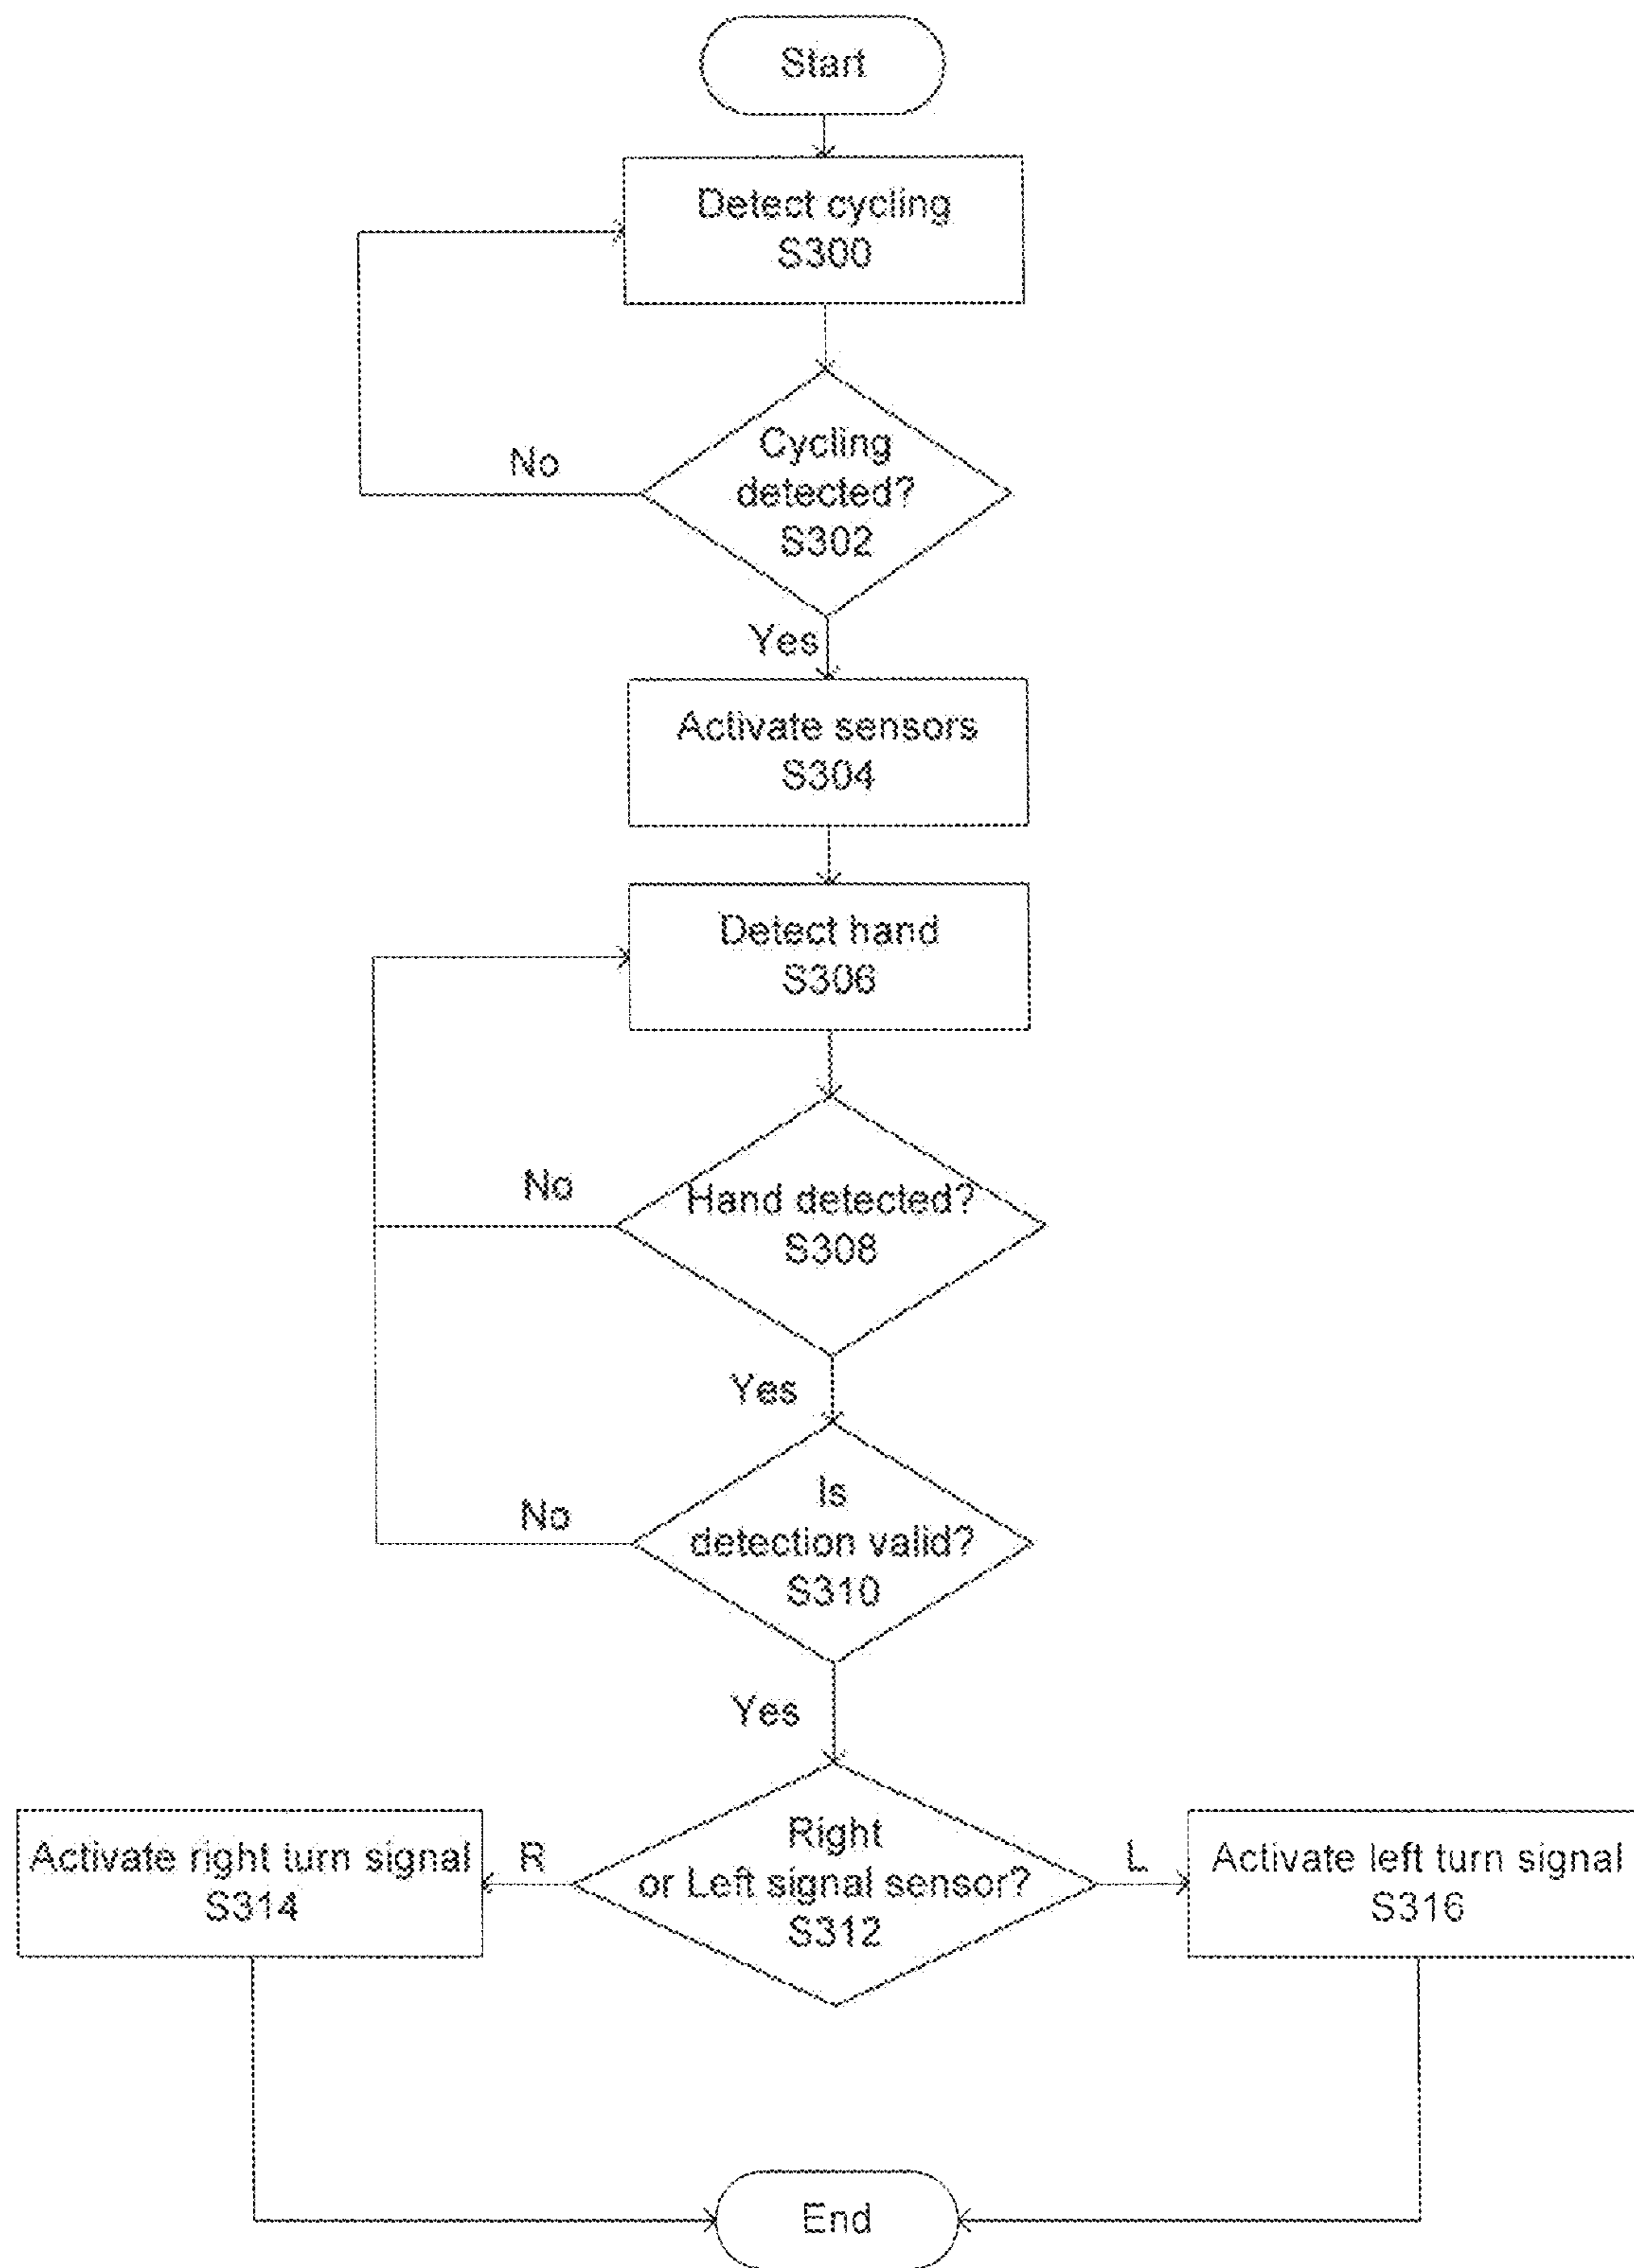 Start
Detect cycling
S300
Cycling
detected?
S302
No
Yes
Activate sensors
S304
Detect hand
S306
Hand detected?
S308
No
Yes
Is
detection valid?
S310
No
Yes
Right
or Left signal sensor?
S312
R
L
Activate right turn signal
S314
Activate left turn signal
S316
End